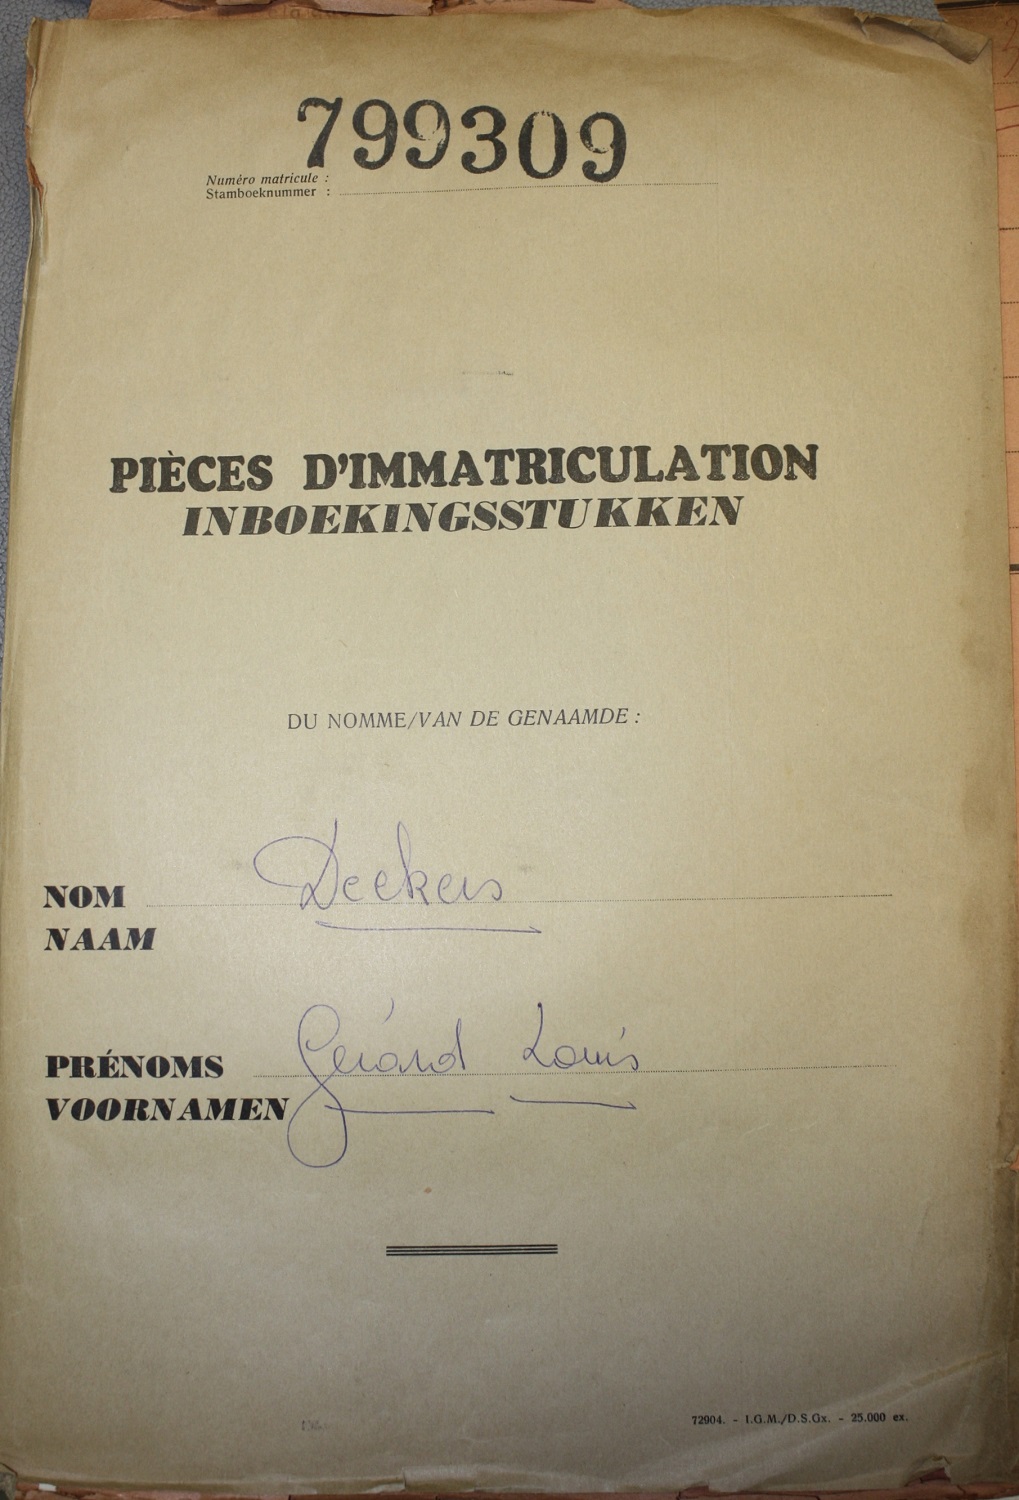 799309
Numéro matricule :
Stamboeknummer :
PIÈCES D'IMMATRICULATION
INBOEKINGSSTUKKEN
DU NOMME/VAN DE GENAAMDE :
NOM Deckers
NAAM
PRÉNOMS Gérard Louis
VOORNAMEN
72904. - I.G.M./D.S.Gx. - 25.000 ex.